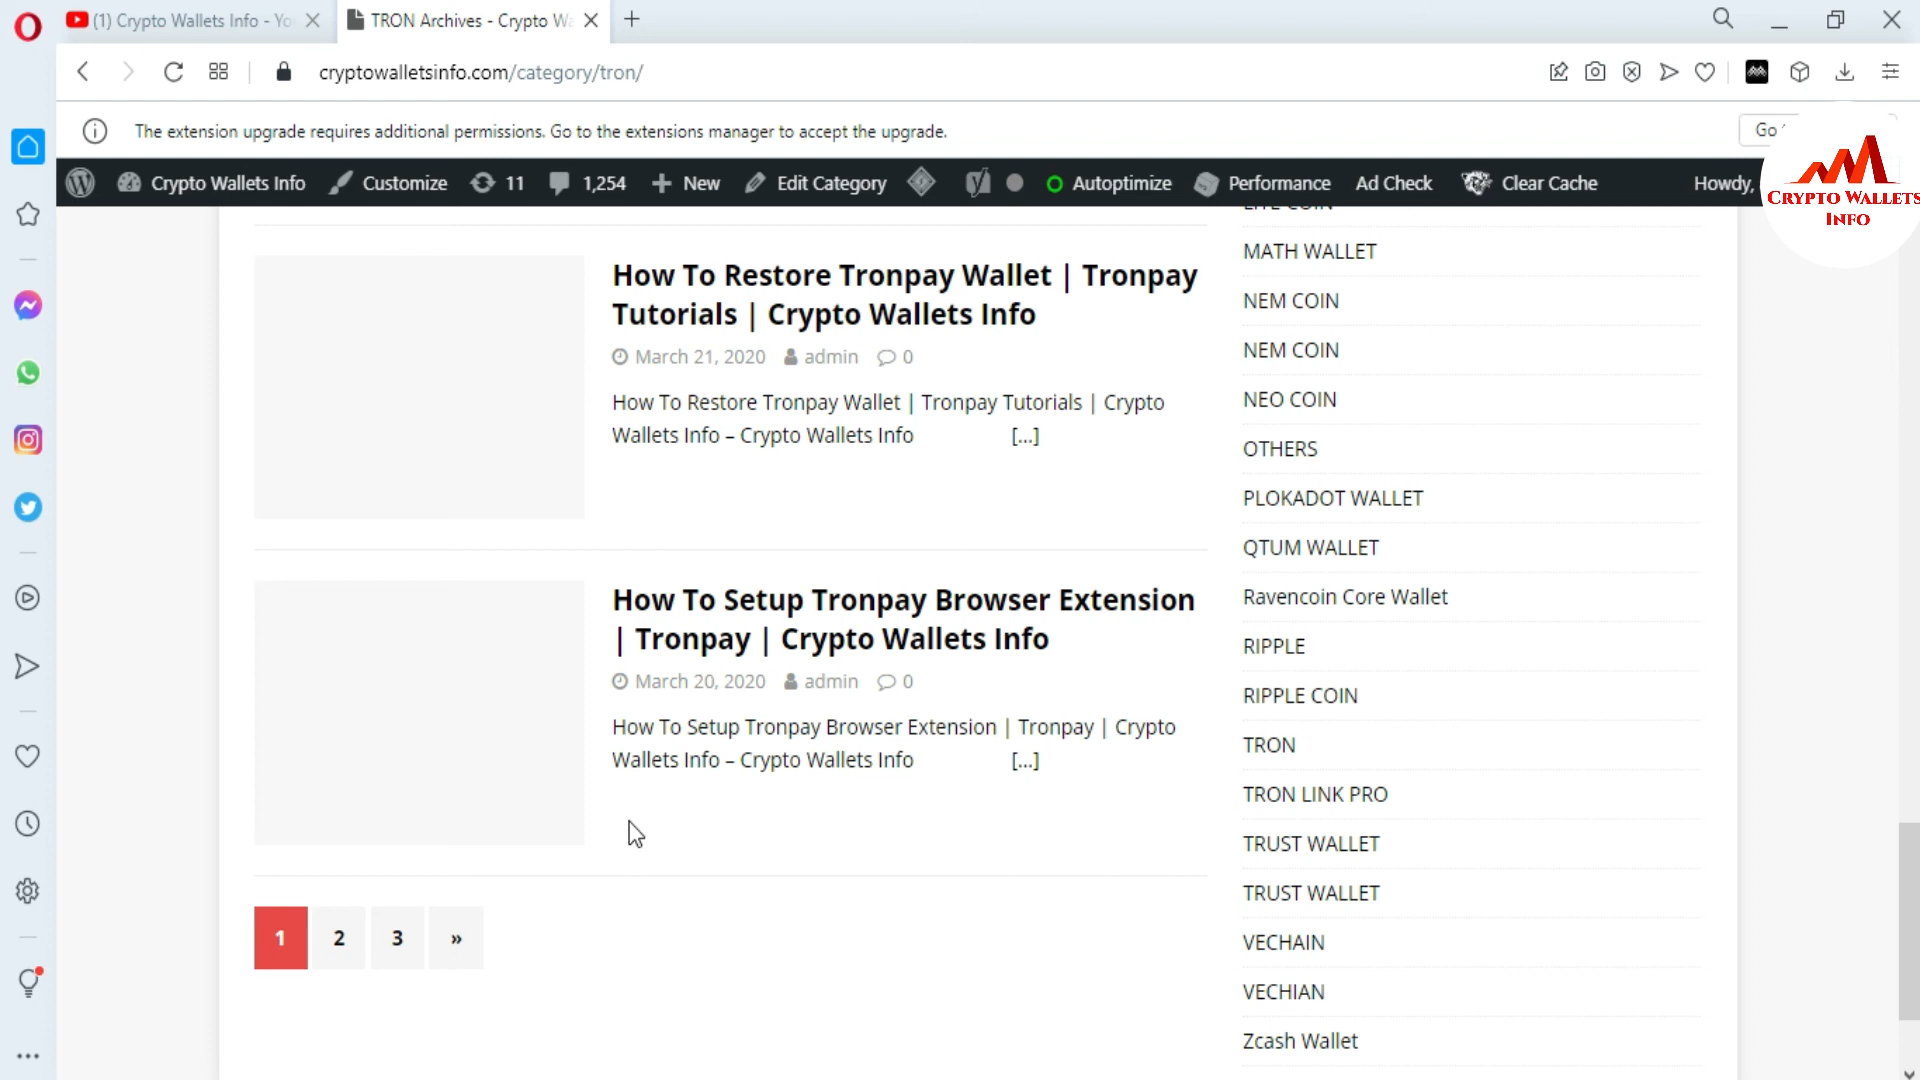 (1) Crypto Wallets Info - Yo
TRON Archives - Crypto Wa
cryptowalletsinfo.com/category/tron/
The extension upgrade requires additional permissions. Go to the extensions manager to accept the upgrade.
Go
Crypto Wallets Info
Customize
11
1,254
New
Edit Category
Autoptimize
Performance
Ad Check
Clear Cache
Howdy,
CRYPTO WALLETS
INFO
How To Restore Tronpay Wallet | Tronpay
Tutorials | Crypto Wallets Info
March 21, 2020 admin 0
How To Restore Tronpay Wallet | Tronpay Tutorials | Crypto
Wallets Info – Crypto Wallets Info [...]
How To Setup Tronpay Browser Extension
| Tronpay | Crypto Wallets Info
March 20, 2020 admin 0
How To Setup Tronpay Browser Extension | Tronpay | Crypto
Wallets Info – Crypto Wallets Info [...]
1 2 3 »
LITE COIN
MATH WALLET
NEM COIN
NEM COIN
NEO COIN
OTHERS
PLOKADOT WALLET
QTUM WALLET
Ravencoin Core Wallet
RIPPLE
RIPPLE COIN
TRON
TRON LINK PRO
TRUST WALLET
TRUST WALLET
VECHAIN
VECHIAN
Zcash Wallet